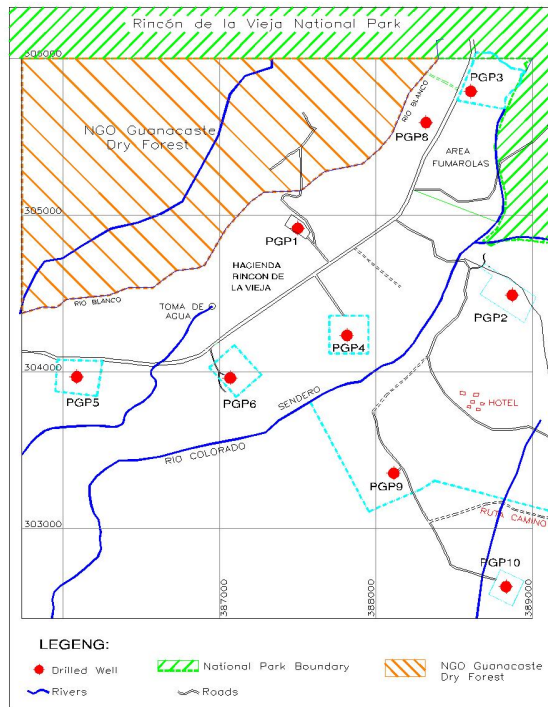 Rincón de la Vieja National Park
306000
PGP3
RIO BLANCO
PGP8
NGO Guanacaste
Dry Forest
AREA
FUMAROLAS
305000
PGP1
HACIENDA
RINCON DE
LA VIEJA
RIO BLANCO
TOMA DE
AGUA
PGP2
PGP4
304000
PGP5
PGP6
SENDERO
HOTEL
RIO COLORADO
PGP9
303000
RUTA CAMINO
PGP10
387000
388000
389000
LEGENG:
Drilled Well
National Park Boundary
NGO Guanacaste
Dry Forest
Rivers
Roads